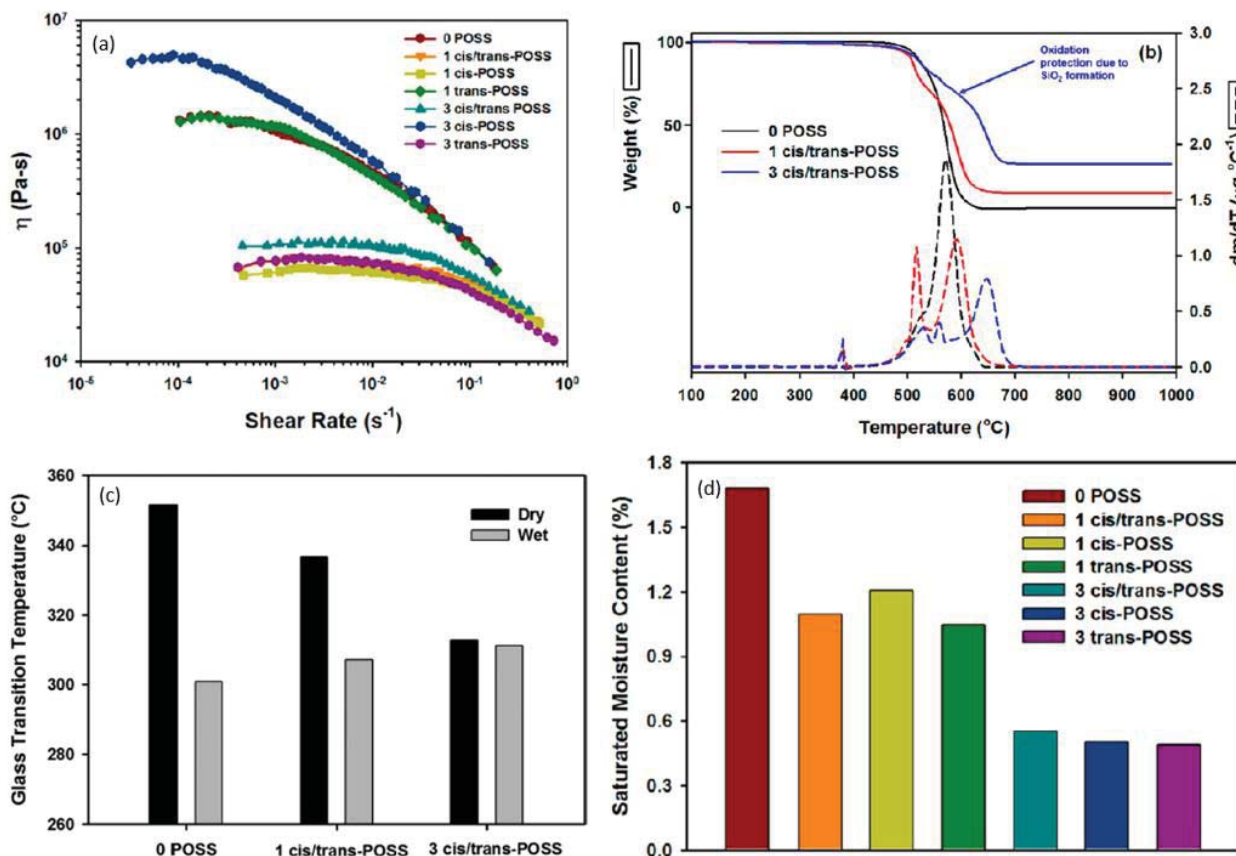 (a)
10⁷
10⁶
10⁵
10⁴
η (Pa-s)
10⁻⁵ 10⁻⁴ 10⁻³ 10⁻² 10⁻¹ 10⁰
Shear Rate (s⁻¹)
0 POSS
1 cis/trans-POSS
1 cis-POSS
1 trans-POSS
3 cis/trans POSS
3 cis-POSS
3 trans-POSS
(b)
100
50
0
Weight (%)
Oxidation
protection due to
SiO₂ formation
0 POSS
1 cis/trans-POSS
3 cis/trans-POSS
3.0
2.5
2.0
1.5
1.0
0.5
0.0
dm/dT (µg °C⁻¹)
100 200 300 400 500 600 700 800 900 1000
Temperature (°C)
(c)
360
340
320
300
280
260
Glass Transition Temperature (°C)
Dry
Wet
0 POSS 1 cis/trans-POSS 3 cis/trans-POSS
(d)
1.8
1.5
1.2
0.9
0.6
0.3
0.0
Saturated Moisture Content (%)
0 POSS
1 cis/trans-POSS
1 cis-POSS
1 trans-POSS
3 cis/trans-POSS
3 cis-POSS
3 trans-POSS